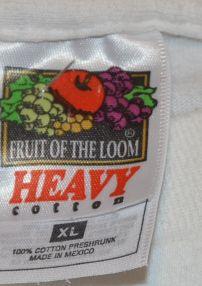 ®
FRUIT OF THE LOOM
HEAVY
cotton
XL
100% COTTON PRESHRUNK
MADE IN MEXICO